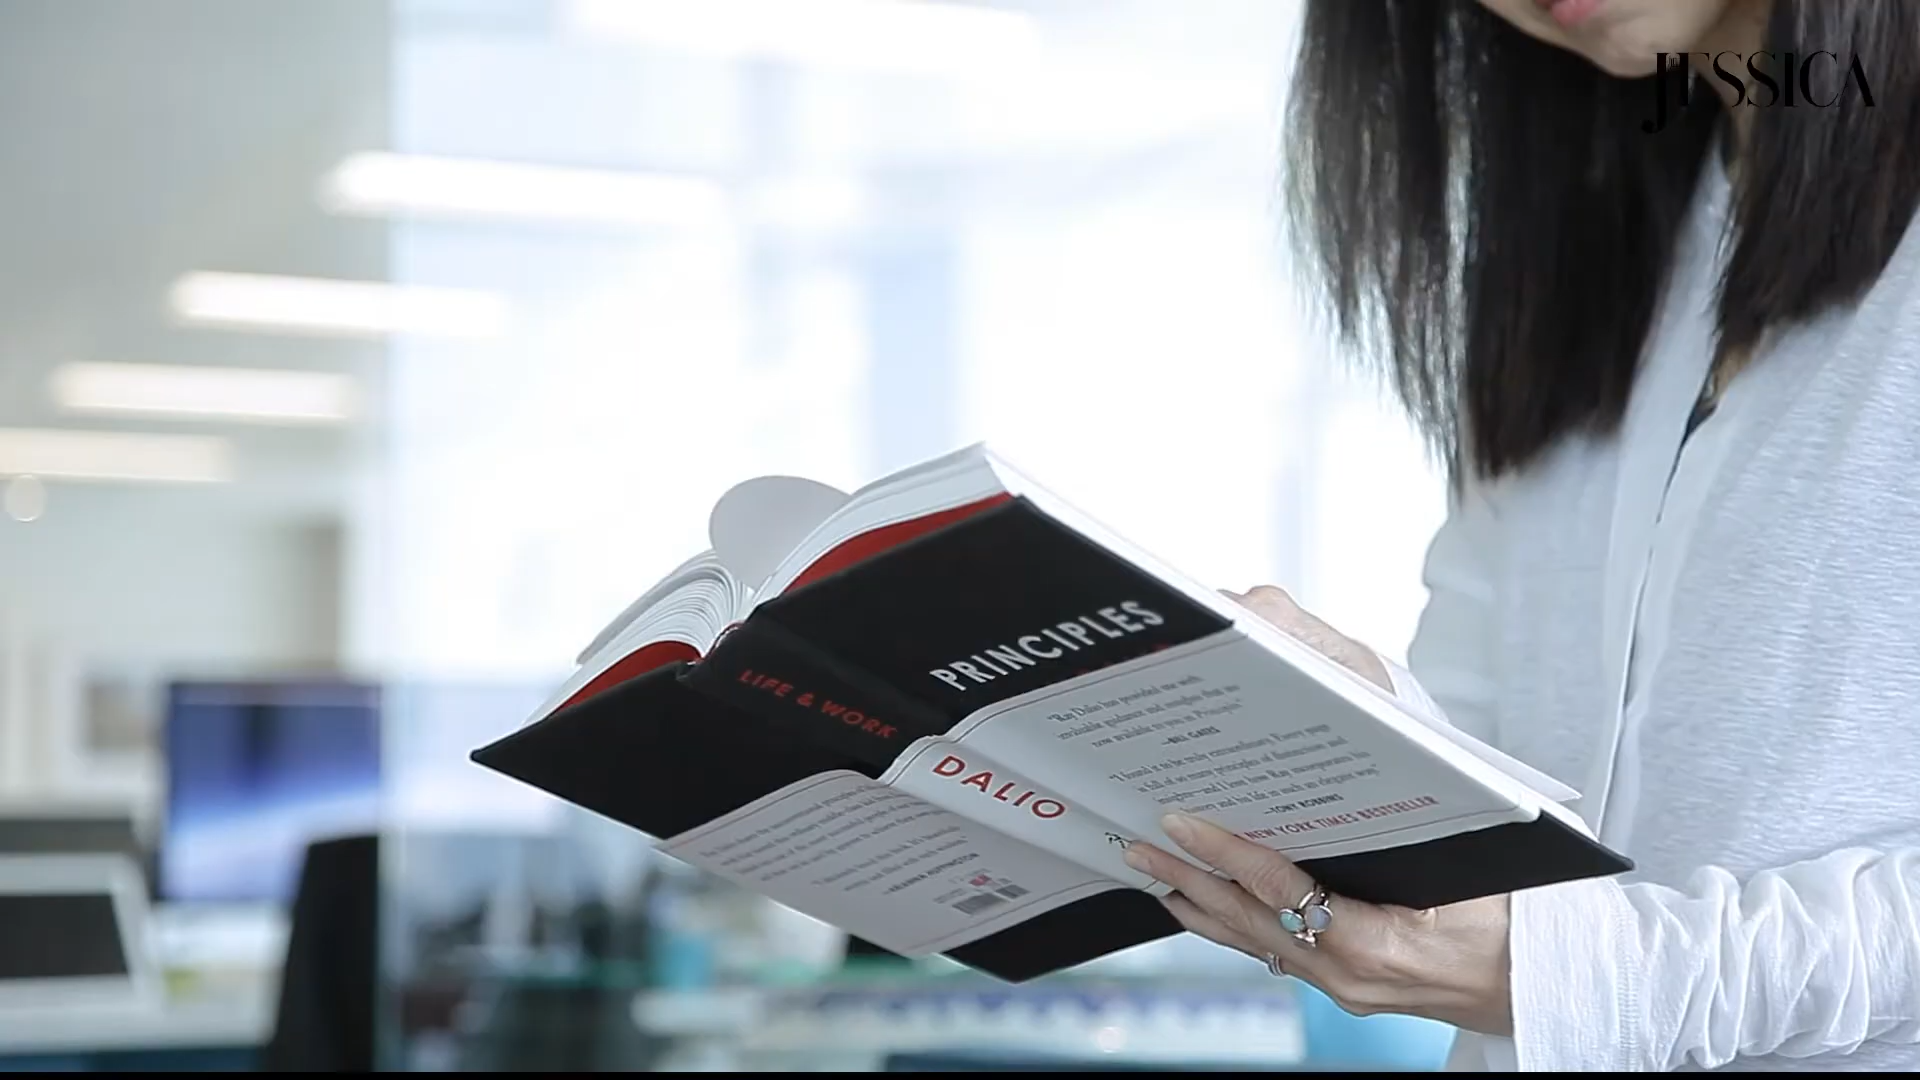 JESSICA
PRINCIPLES
LIFE & WORK
DALIO
"Ray Dalio has provided me with
invaluable guidance and insights that are
now available to you in Principles"
—BILL GATES
"I found it to be truly extraordinary. Every page
is full of so many principles of distinction and
insights—and I love how Ray incorporates his
history and his life in such an elegant way."
—TONY ROBBINS
NEW YORK TIMES BESTSELLER
—ARIANNA HUFFINGTON